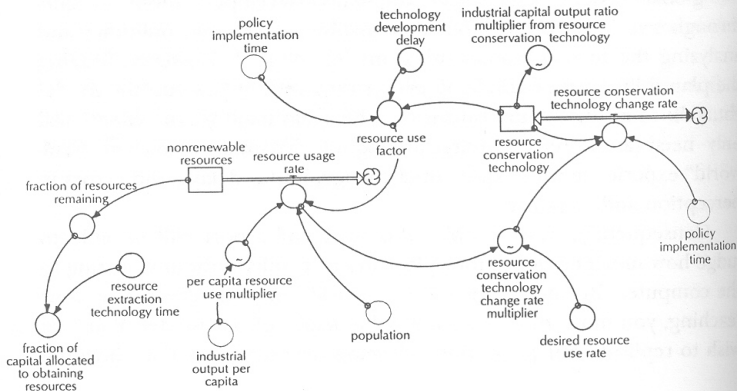 policy
implementation
time
technology
development
delay
industrial capital output ratio
multiplier from resource
conservation technology
~
resource conservation
technology change rate
resource use
factor
resource
conservation
technology
nonrenewable
resources
resource usage
rate
fraction of resources
remaining
policy
implementation
time
~
per capita resource
use multiplier
~
resource
conservation
technology
change rate
multiplier
resource
extraction
technology time
population
desired resource
use rate
fraction of
capital allocated
to obtaining
resources
industrial
output per
capita